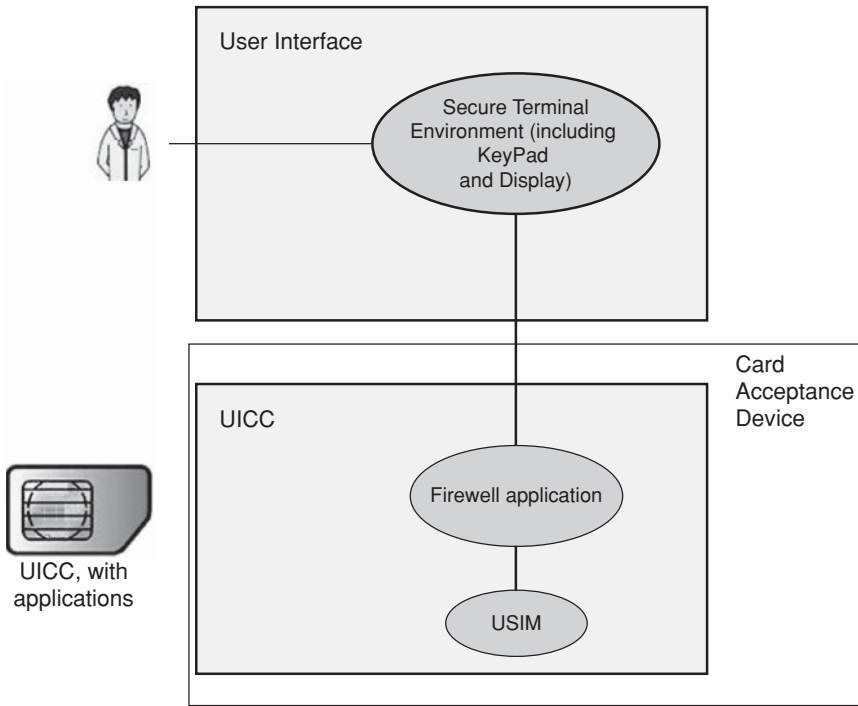 User Interface
Secure Terminal
Environment (including
KeyPad
and Display)
Card
Acceptance
Device
UICC
Firewell application
USIM
UICC, with
applications